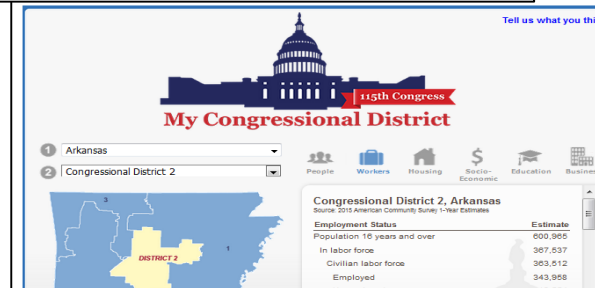 Tell us what you thi
115th Congress
My Congressional District
1 Arkansas
2 Congressional District 2
People Workers Housing Socio-Economic Education Busines
3
1
DISTRICT 2
Congressional District 2, Arkansas
Source: 2015 American Community Survey 1-Year Estimates
Employment Status Estimate
Population 16 years and over 600,965
In labor force 367,537
Civilian labor force 363,512
Employed 343,958